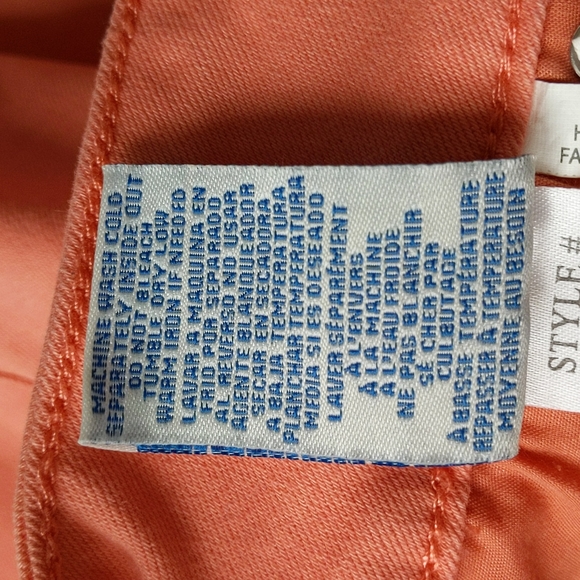 MACHINE WASH COLD
SEPARATELY INSIDE OUT
DO NOT BLEACH
TUMBLE DRY LOW
WARM IRON IF NEEDED
LAVAR A MAQUINA EN
FRIO POR SEPARADO
AL REVERSO NO USAR
AGENTE BLANQUEADOR
SECAR EN SECADORA
A BAJA TEMPERATURA
PLANCHAR TEMPERATURA
MEDIA SI ES DESEADO
LAVER SÉPARÉMENT
À L'ENVERS
À LA MACHINE
À L'EAU FROIDE
NE PAS BLANCHIR
SÉCHER PAR
CULBUTAGE
À BASSE TEMPÉRATURE
REPASSER À TEMPÉRATURE
MOYENNE AU BESOIN
STYLE #
FA